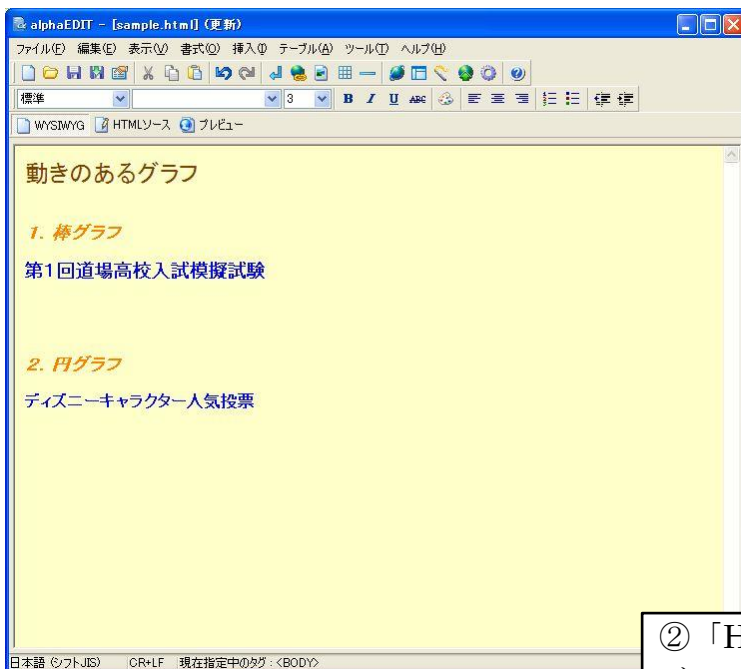 alphaEDIT - [sample.html] (更新)
ファイル(F) 編集(E) 表示(V) 書式(O) 挿入(I) テーブル(A) ツール(T) ヘルプ(H)
標準 3 B I U ABC
WYSIWYG HTMLソース プレビュー
動きのあるグラフ
1. 棒グラフ
第1回道場高校入試模擬試験
2. 円グラフ
ディズニーキャラクター人気投票
② 「H
日本語 (シフトJIS) CR+LF 現在指定中のタグ : <BODY>